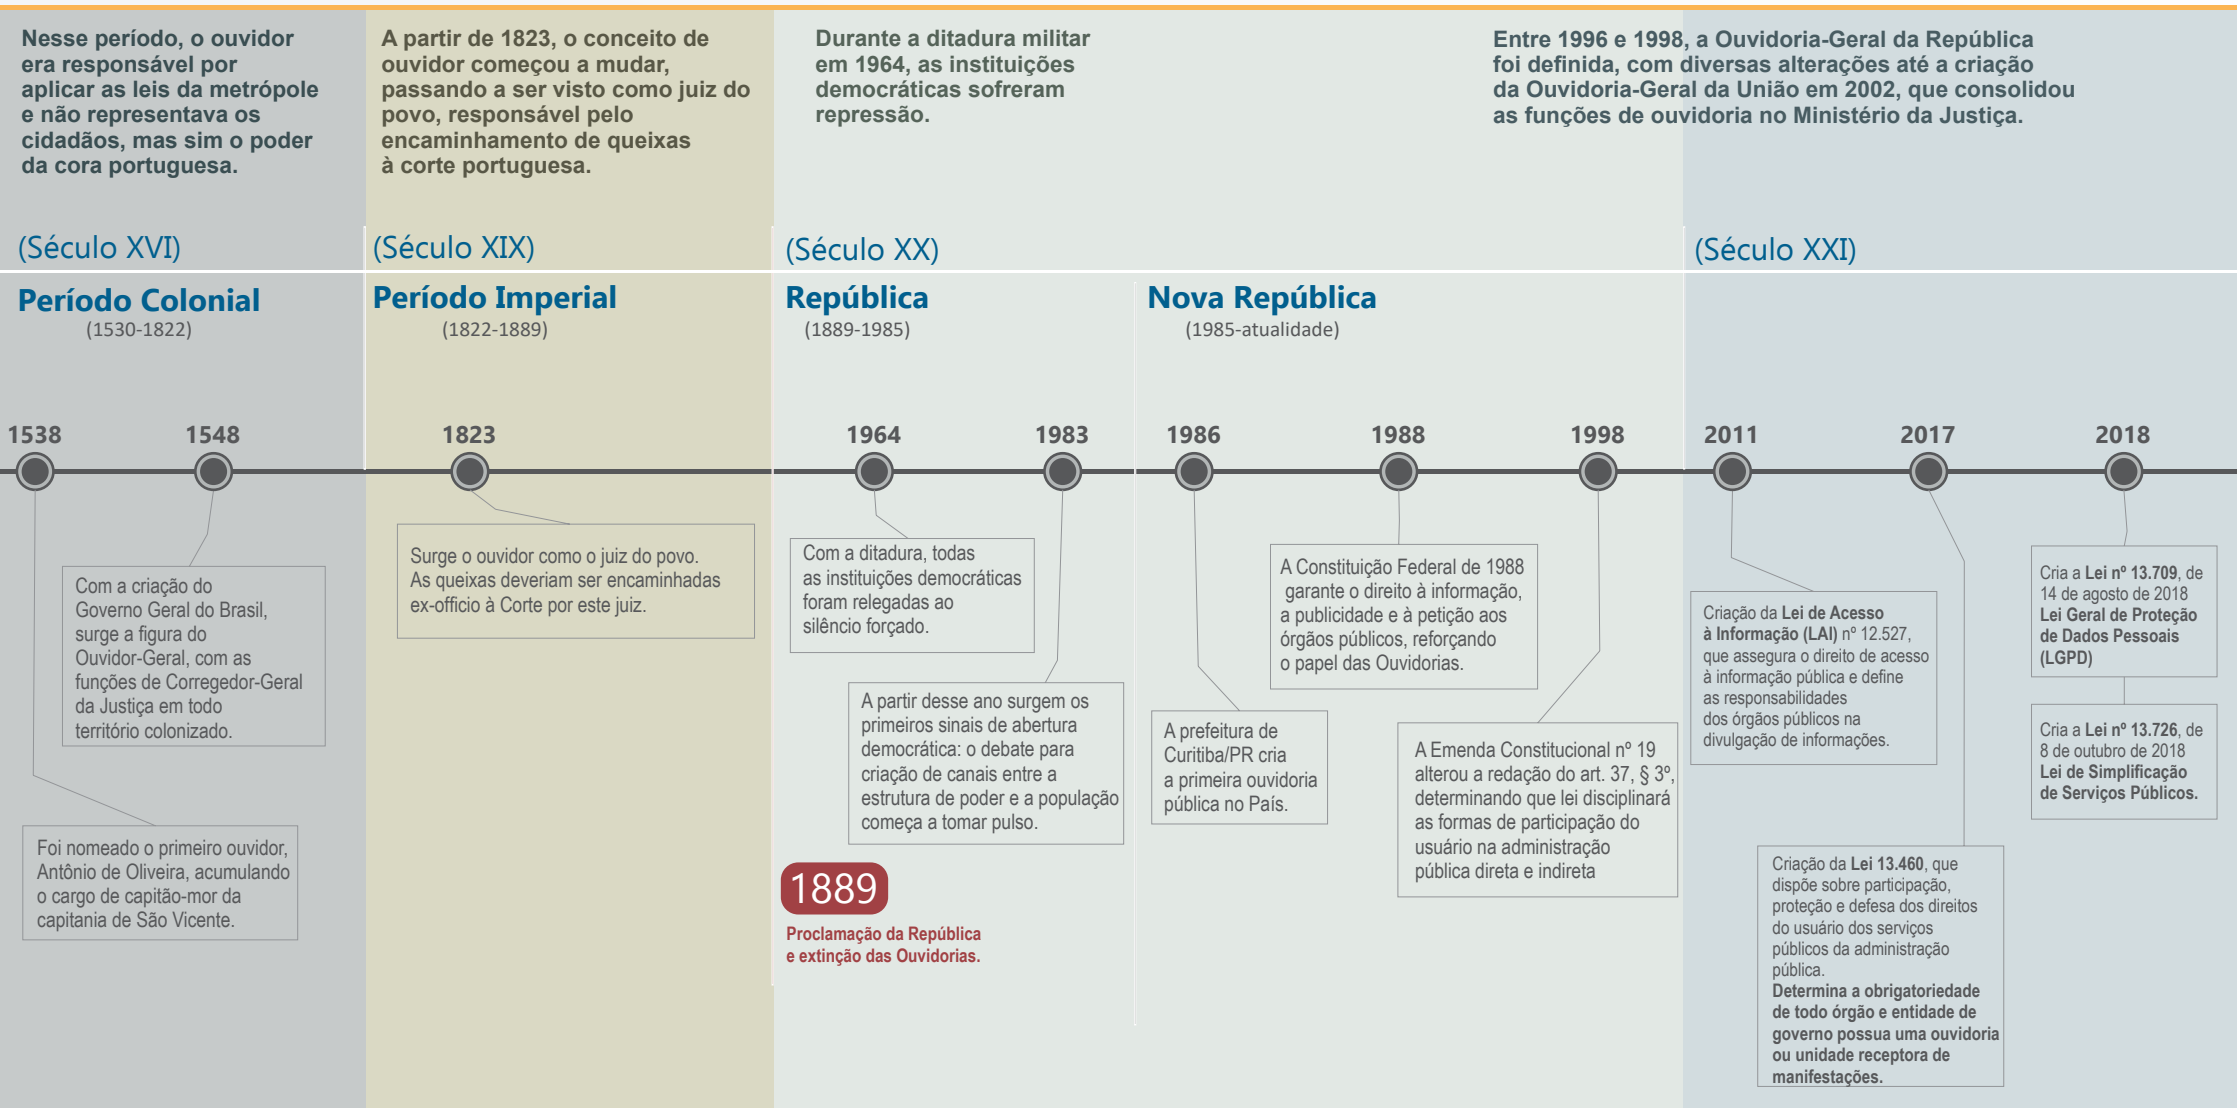 Nesse período, o ouvidor
era responsável por
aplicar as leis da metrópole
e não representava os
cidadãos, mas sim o poder
da cora portuguesa.
A partir de 1823, o conceito de
ouvidor começou a mudar,
passando a ser visto como juiz do
povo, responsável pelo
encaminhamento de queixas
à corte portuguesa.
Durante a ditadura militar
em 1964, as instituições
democráticas sofreram
repressão.
Entre 1996 e 1998, a Ouvidoria-Geral da República
foi definida, com diversas alterações até a criação
da Ouvidoria-Geral da União em 2002, que consolidou
as funções de ouvidoria no Ministério da Justiça.
(Século XVI)
(Século XIX)
(Século XX)
(Século XXI)
Período Colonial
(1530-1822)
Período Imperial
(1822-1889)
República
(1889-1985)
Nova República
(1985-atualidade)
1538
1548
1823
1964
1983
1986
1988
1998
2011
2017
2018
Foi nomeado o primeiro ouvidor,
Antônio de Oliveira, acumulando
o cargo de capitão-mor da
capitania de São Vicente.
Com a criação do
Governo Geral do Brasil,
surge a figura do
Ouvidor-Geral, com as
funções de Corregedor-Geral
da Justiça em todo
território colonizado.
Surge o ouvidor como o juiz do povo.
As queixas deveriam ser encaminhadas
ex-officio à Corte por este juiz.
Com a ditadura, todas
as instituições democráticas
foram relegadas ao
silêncio forçado.
A partir desse ano surgem os
primeiros sinais de abertura
democrática: o debate para
criação de canais entre a
estrutura de poder e a população
começa a tomar pulso.
1889
Proclamação da República
e extinção das Ouvidorias.
A prefeitura de
Curitiba/PR cria
a primeira ouvidoria
pública no País.
A Constituição Federal de 1988
garante o direito à informação,
a publicidade e à petição aos
órgãos públicos, reforçando
o papel das Ouvidorias.
A Emenda Constitucional nº 19
alterou a redação do art. 37, § 3º,
determinando que lei disciplinará
as formas de participação do
usuário na administração
pública direta e indireta
Criação da Lei de Acesso
à Informação (LAI) nº 12.527,
que assegura o direito de acesso
à informação pública e define
as responsabilidades
dos órgãos públicos na
divulgação de informações.
Criação da Lei 13.460, que
dispõe sobre participação,
proteção e defesa dos direitos
do usuário dos serviços
públicos da administração
pública.
Determina a obrigatoriedade
de todo órgão e entidade de
governo possua uma ouvidoria
ou unidade receptora de
manifestações.
Cria a Lei nº 13.709, de
14 de agosto de 2018
Lei Geral de Proteção
de Dados Pessoais
(LGPD)
Cria a Lei nº 13.726, de
8 de outubro de 2018
Lei de Simplificação
de Serviços Públicos.